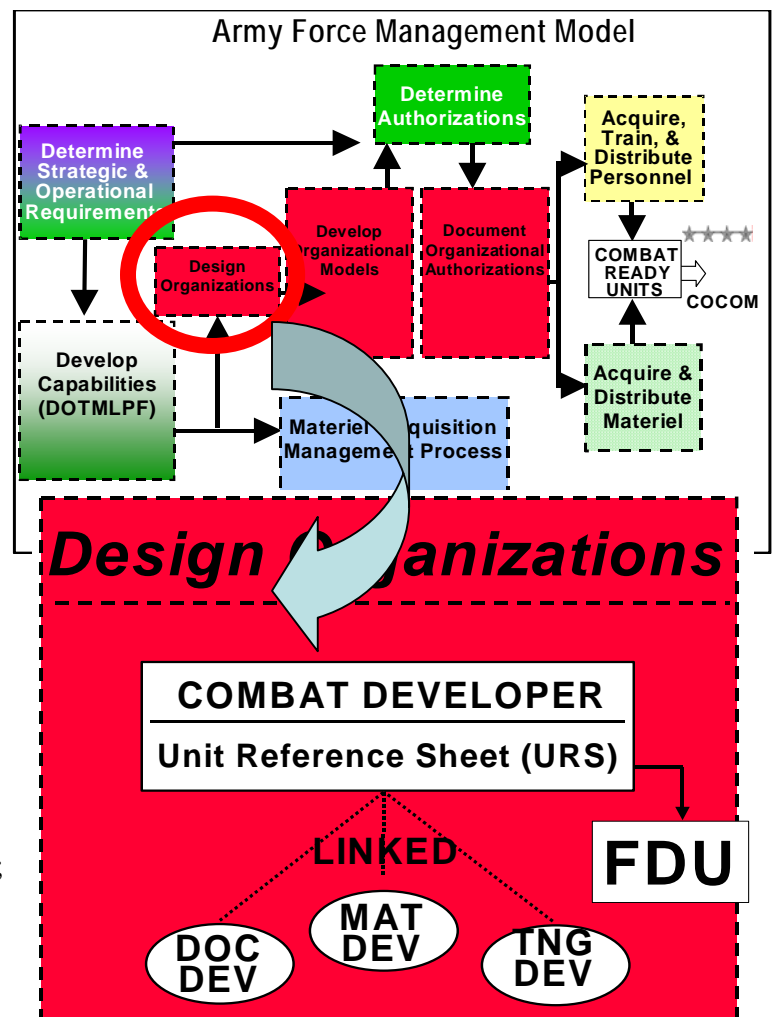 Army Force Management Model
Determine
Authorizations
Acquire,
Train, &
Distribute
Personnel
Determine
Strategic &
Operational
Requirements
Develop
Organizational
Models
Document
Organizational
Authorizations
Design
Organizations
COMBAT
READY
UNITS
COCOM
Develop
Capabilities
(DOTMLPF)
Acquire &
Distribute
Materiel
Materiel Acquisition
Management Process
Design Organizations
COMBAT DEVELOPER
Unit Reference Sheet (URS)
LINKED
FDU
DOC
DEV
MAT
DEV
TNG
DEV